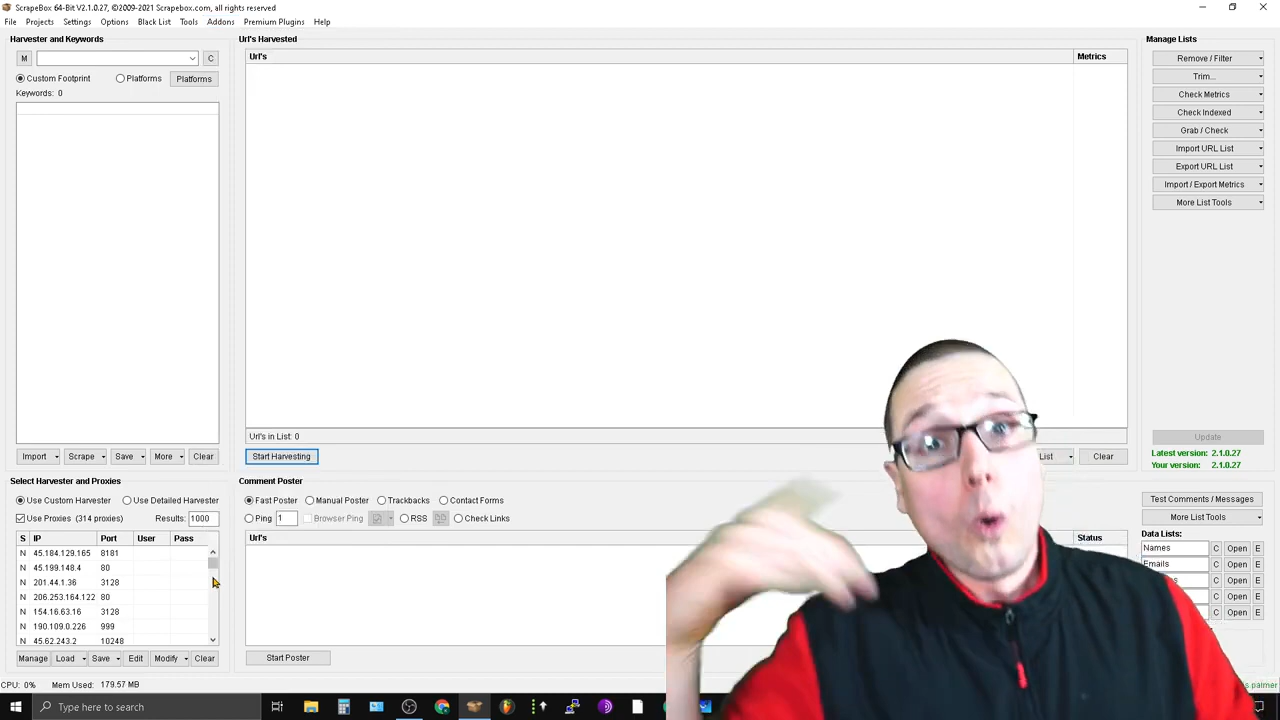 ScrapeBox 64-Bit V2.1.0.27, ©2009-2021 Scrapebox.com, All rights reserved
File Projects Settings Options Black List Tools Addons Premium Plugins Help
Harvester and Keywords
M C
Custom Footprint Platforms Platforms
Keywords: 0
Import Scrape Save More Clear
Url's Harvested
Url's Metrics
Url's in List: 0
Start Harvesting List Clear
Manage Lists
Remove / Filter
Trim...
Check Metrics
Check Indexed
Grab / Check
Import URL List
Export URL List
Import / Export Metrics
More List Tools
Update
Latest version: 2.1.0.27
Your version: 2.1.0.27
Select Harvester and Proxies
Use Custom Harvester Use Detailed Harvester
Use Proxies (314 proxies) Results: 1000
S IP Port User Pass
N 45.184.129.165 8181
N 45.199.148.4 80
N 201.44.1.36 3128
N 206.253.164.122 80
N 154.16.63.16 3128
N 190.109.0.226 999
N 45.62.243.2 10248
Manage Load Save Edit Modify Clear
Comment Poster
Fast Poster Manual Poster Trackbacks Contact Forms
Ping 1 Browser Ping RSS Check Links
Url's Status
Start Poster
Test Comments / Messages
More List Tools
Data Lists:
Names C Open E
Emails C Open E
C Open E
C Open E
C Open E
CPU: 0% Mem Used: 179.57 MB
palmer
Type here to search